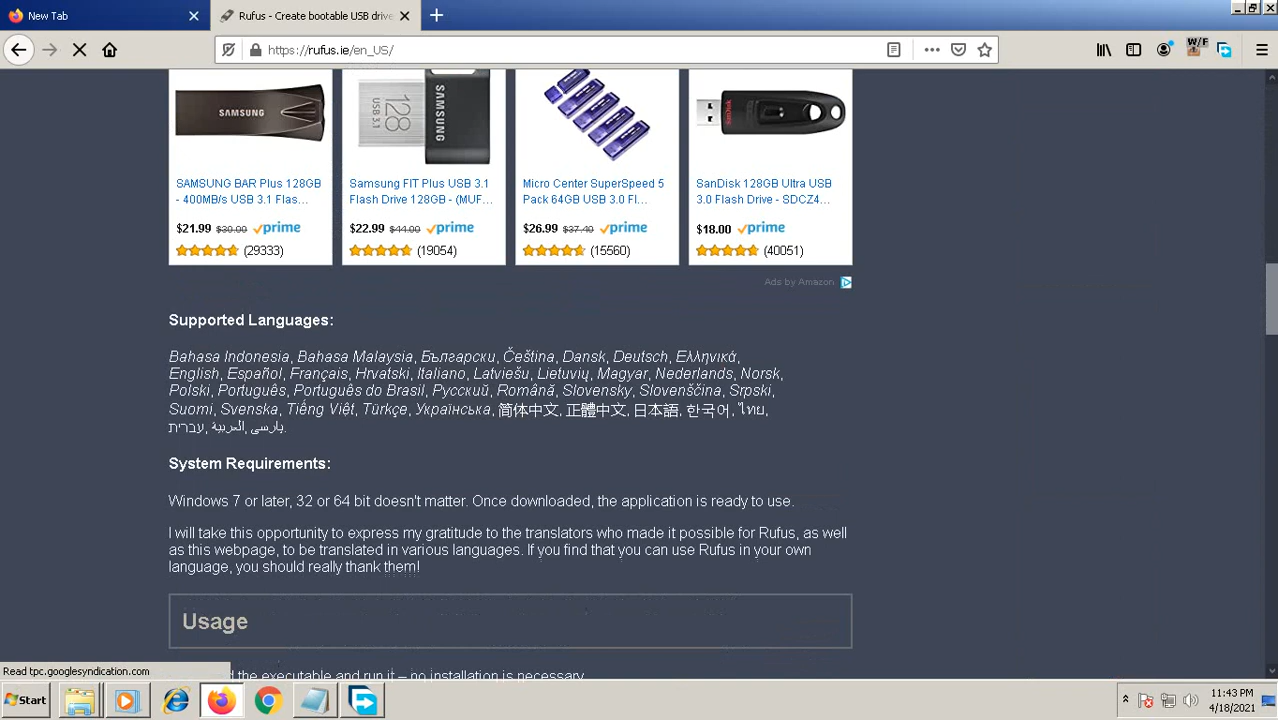 New Tab
Rufus - Create bootable USB drive
https://rufus.ie/en_US/
W/F
SAMSUNG
SAMSUNG
128
USB 3.1
SAMSUNG BAR Plus 128GB
- 400MB/s USB 3.1 Flas...
$21.99 $30.00 prime
(29333)
Samsung FIT Plus USB 3.1
Flash Drive 128GB - (MUF...
$22.99 $44.00 prime
(19054)
Micro Center SuperSpeed 5
Pack 64GB USB 3.0 Fl...
$26.99 $37.40 prime
(15560)
SanDisk 128GB Ultra USB
3.0 Flash Drive - SDCZ4...
$18.00 prime
(40051)
Ads by Amazon
Supported Languages:
Bahasa Indonesia, Bahasa Malaysia, Български, Čeština, Dansk, Deutsch, Ελληνικά,
English, Español, Français, Hrvatski, Italiano, Latviešu, Lietuvių, Magyar, Nederlands, Norsk,
Polski, Português, Português do Brasil, Русский, Română, Slovensky, Slovenščina, Srpski,
Suomi, Svenska, Tiếng Việt, Türkçe, Українська, 简体中文, 正體中文, 日本語, 한국어, ไทย,
עברית, العربية, پارسی.
System Requirements:
Windows 7 or later, 32 or 64 bit doesn't matter. Once downloaded, the application is ready to use.
I will take this opportunity to express my gratitude to the translators who made it possible for Rufus, as well
as this webpage, to be translated in various languages. If you find that you can use Rufus in your own
language, you should really thank them!
Usage
the executable and run it – no installation is necessary.
Read tpc.googlesyndication.com
Start
11:43 PM
4/18/2021